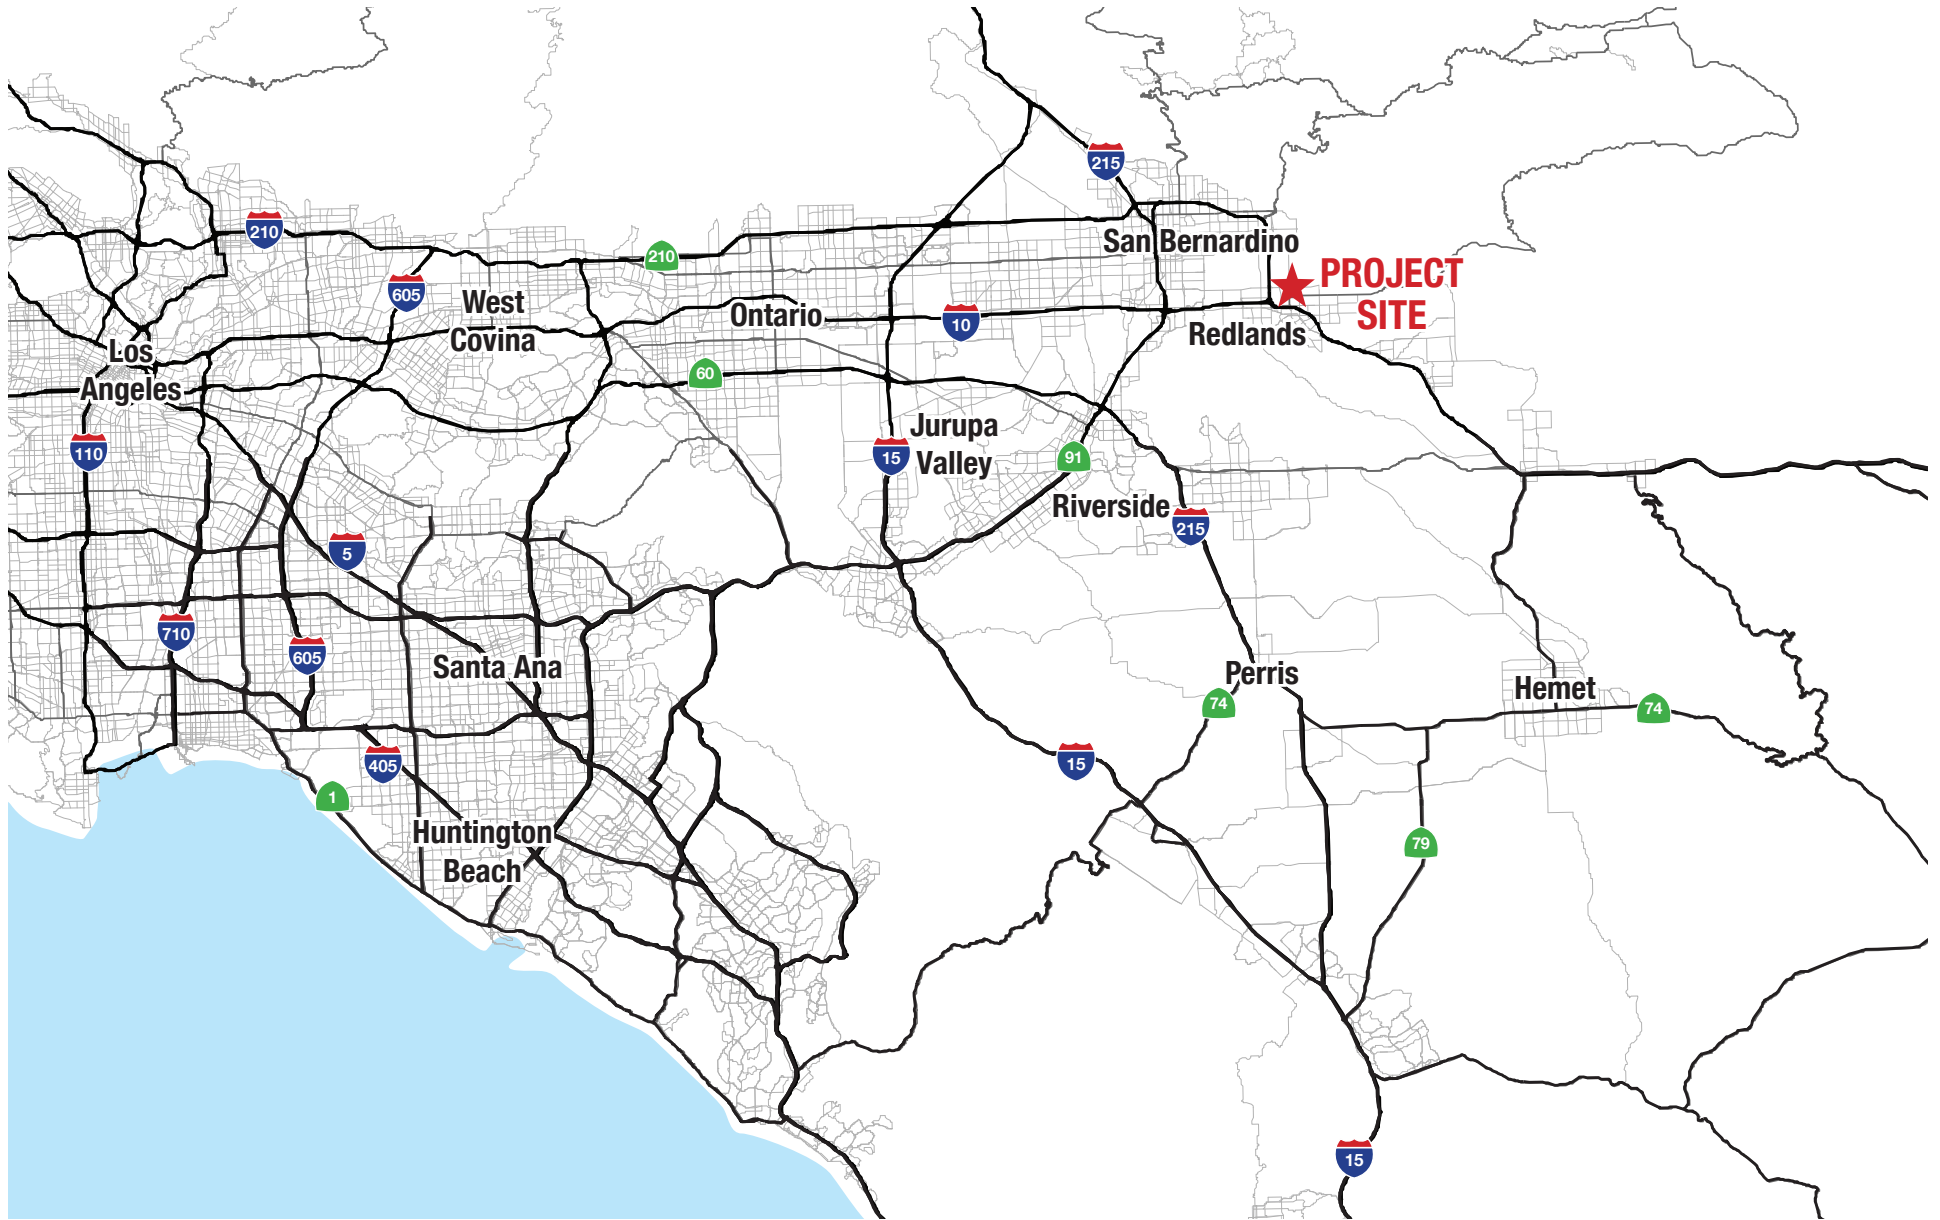 215
210
210
San Bernardino
PROJECT
SITE
605
West
Covina
Ontario
10
Redlands
Los
Angeles
60
110
15
Jurupa
Valley
91
Riverside
215
5
710
605
Santa Ana
Perris
74
Hemet
74
405
15
1
Huntington
Beach
79
15